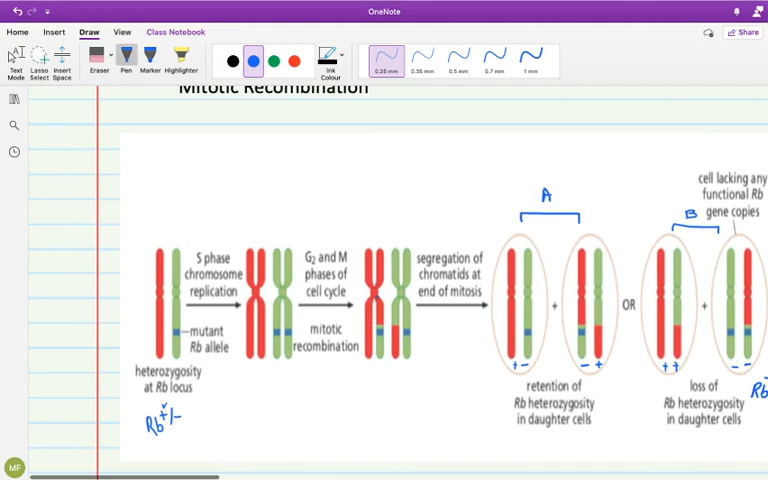 OneNote
Home Insert Draw View Class Notebook
Share
Text Mode
Lasso Select
Insert Space
Eraser
Pen
Marker
Highlighter
Ink Colour
0.25 mm
0.35 mm
0.5 mm
0.7 mm
1 mm
Mitotic Recombination
cell lacking any
functional Rb
gene copies
A
B
S phase
chromosome
replication
mutant
Rb allele
G2 and M
phases of
cell cycle
mitotic
recombination
segregation of
chromatids at
end of mitosis
+
OR
+
+ -
- +
+ +
- -
heterozygosity
at Rb locus
Rb+/-
retention of
Rb heterozygosity
in daughter cells
loss of
Rb heterozygosity
in daughter cells
Rb-
MF